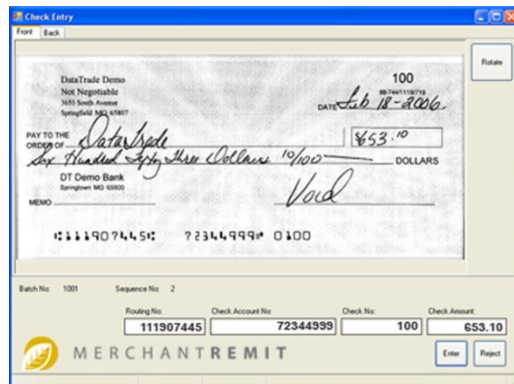 Check Entry
Front Back
Rotate
DataTrade Demo
Not Negotiable
3653 South Avenue
Springfield MO 65807
100
DATE Feb 18-2006
PAY TO THE
ORDER OF Datatrade $653.10
Six Hundred Fifty Three Dollars 10/100 DOLLARS
DT Demo Bank
Springtown MO 65800
MEMO Void
⑆111907445⑆ 72344999⑈ 0100
Batch No: 1001 Sequence No: 2
Routing No: Check Account No: Check No: Check Amount:
111907445 72344999 100 653.10
MERCHANTREMIT
Enter Reject